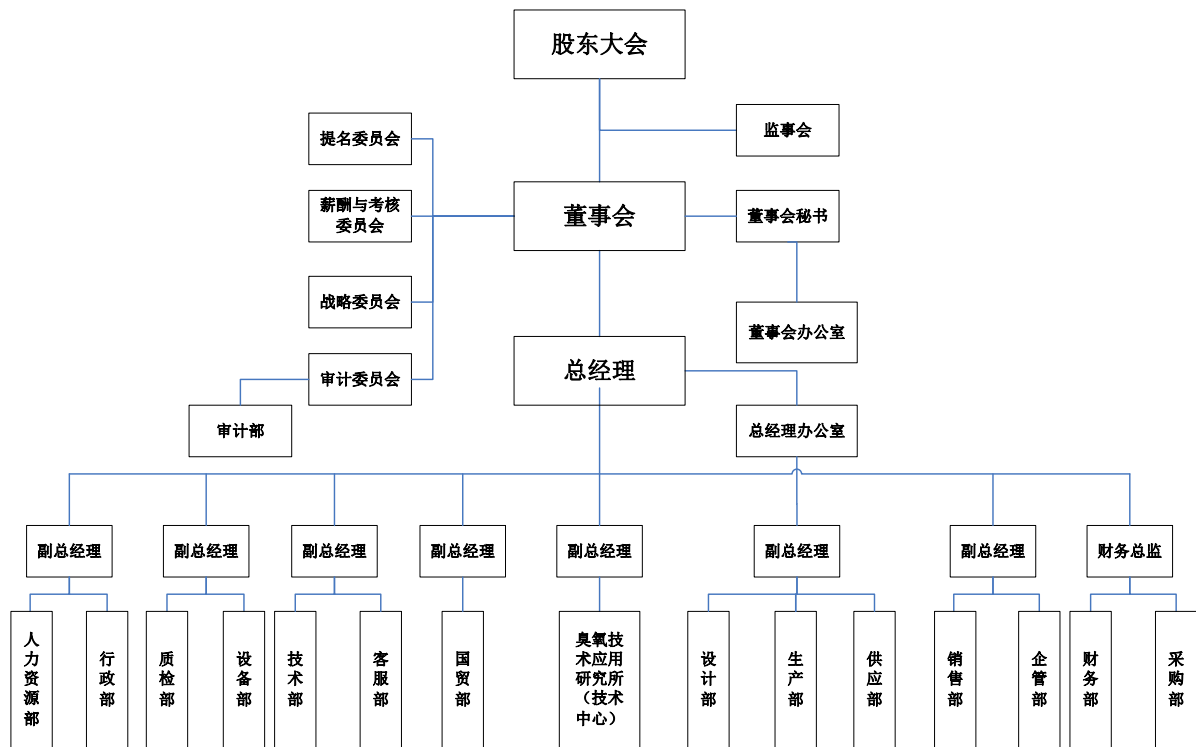 股东大会
提名委员会
监事会
薪酬与考核
委员会
董事会
董事会秘书
战略委员会
董事会办公室
审计委员会
总经理
审计部
总经理办公室
副总经理
副总经理
副总经理
副总经理
副总经理
副总经理
副总经理
财务总监
人力资源部
行政部
质检部
设备部
技术部
客服部
国贸部
臭氧技
术应用
研究所
（技术
中心）
设计部
生产部
供应部
销售部
企管部
财务部
采购部